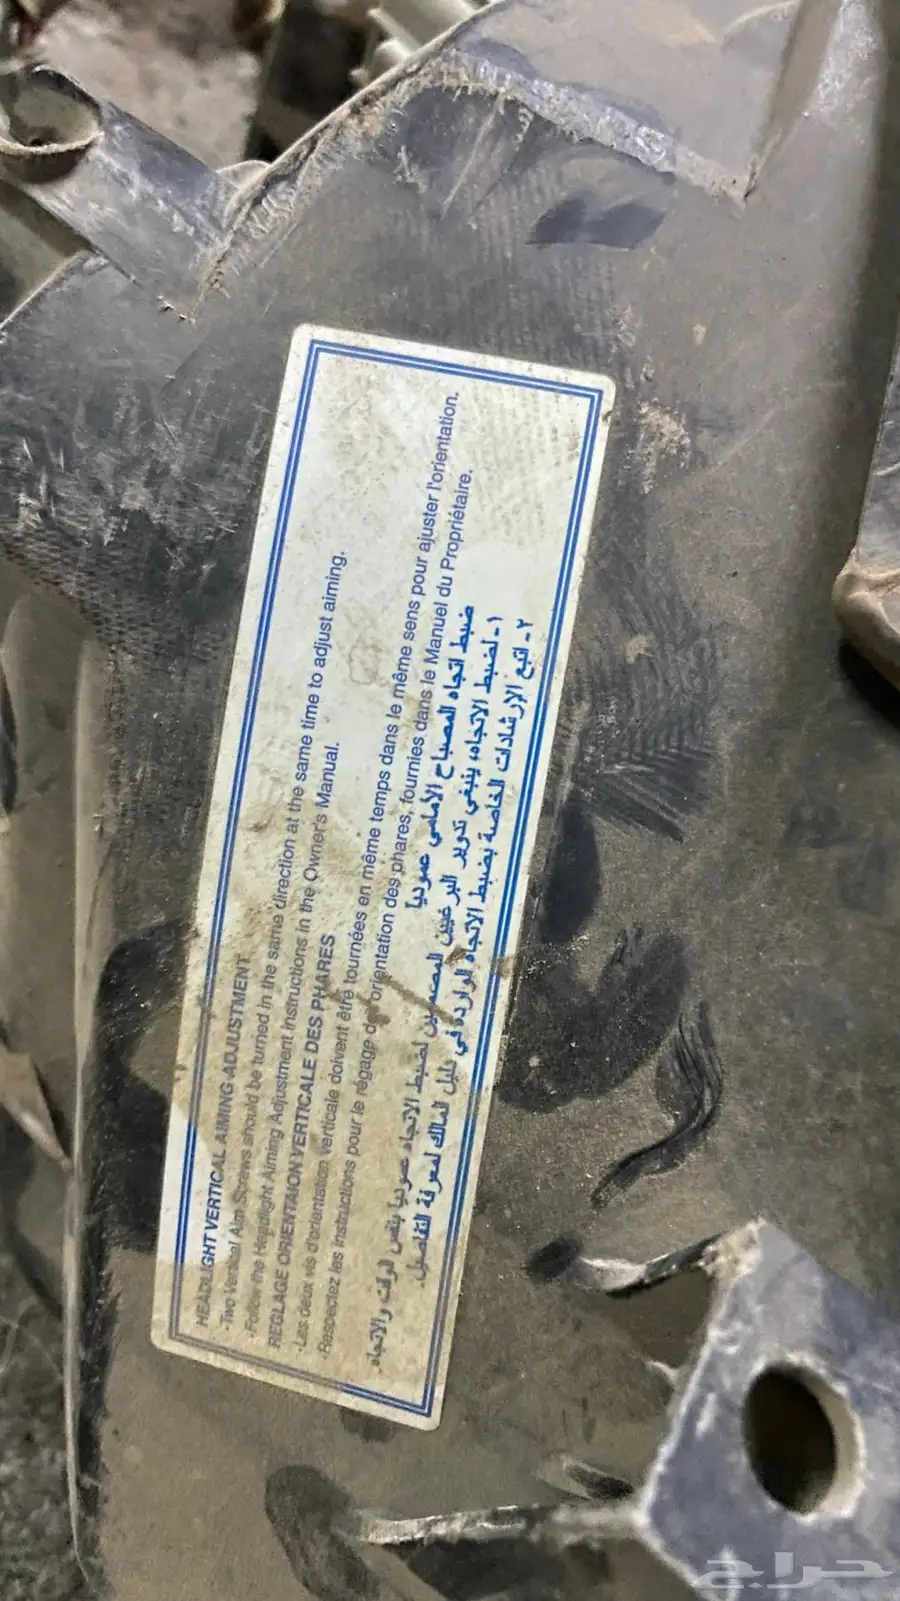 HEADLIGHT VERTICAL AIMING ADJUSTMENT
·Two Vertical Aim Screws should be turned in the same direction at the same time to adjust aiming.
·Follow the Headlight Aiming Adjustment Instructions in the Owner's Manual.
REGLAGE ORIENTAION VERTICALE DES PHARES
·Les deux vis d'orientation verticale doivent être tournées en même temps dans le même sens pour ajuster l'orientation.
·Respectez les instructions pour le régage de l'orientation des phares, fournies dans le Manuel du Propriétaire.
ضبط اتجاه المصباح الأمامي عموديا
١- لضبط الاتجاه، ينبغي تدوير البرغيين المصممين لضبط الاتجاه عموديا بنفس الوقت والاتجاه.
٢- اتبع الإرشادات الخاصة بضبط الاتجاه الواردة في دليل المالك لمعرفة التفاصيل.
حراج